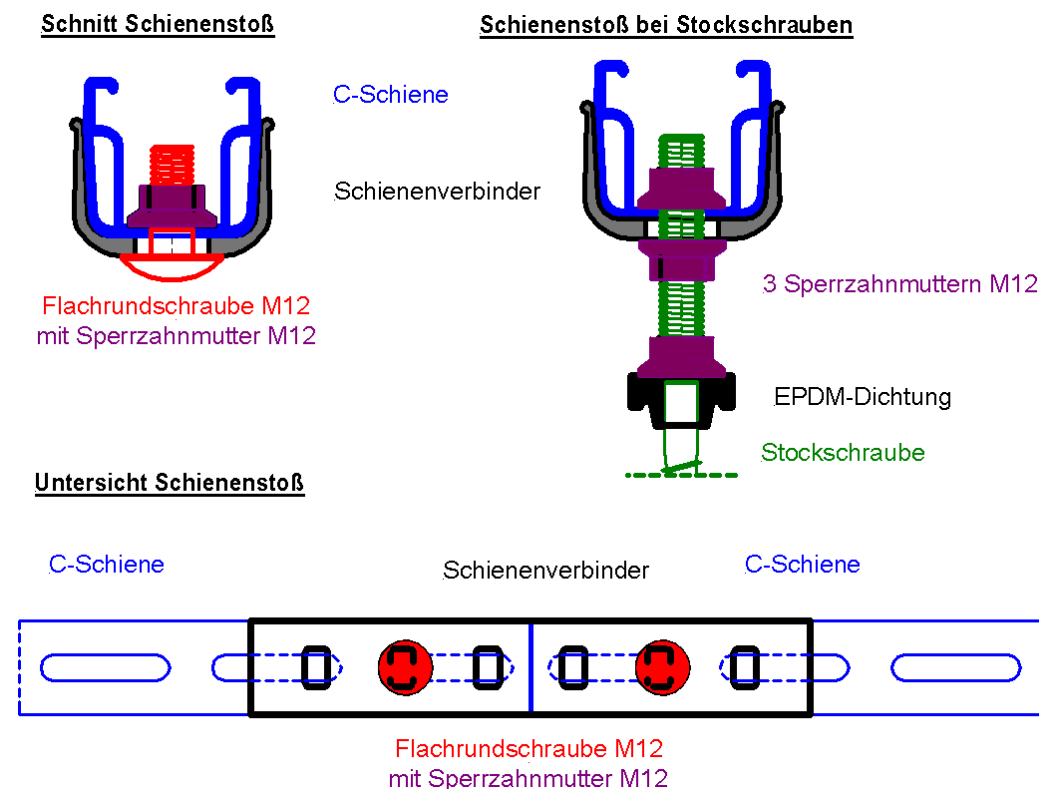 Schnitt Schienenstoß
Schienenstoß bei Stockschrauben
C-Schiene
Schienenverbinder
Flachrundschraube M12
mit Sperrzahnmutter M12
3 Sperrzahnmuttern M12
EPDM-Dichtung
Stockschraube
Untersicht Schienenstoß
C-Schiene
Schienenverbinder
C-Schiene
Flachrundschraube M12
mit Sperrzahnmutter M12